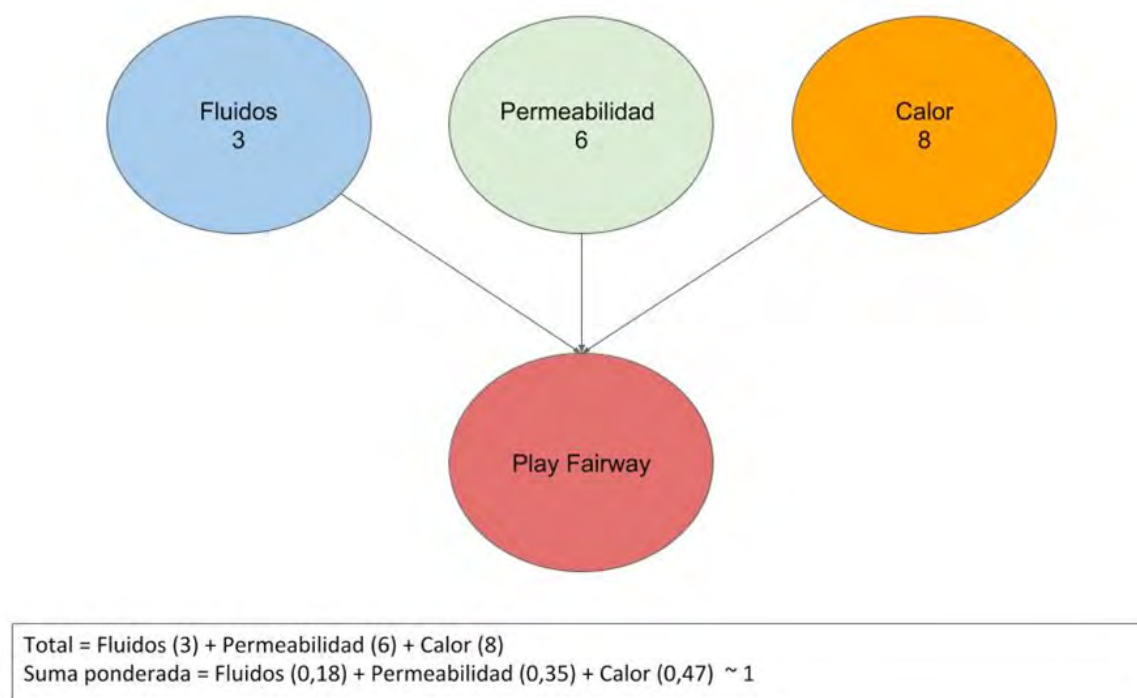 Fluidos
3
Permeabilidad
6
Calor
8
Play Fairway
Total = Fluidos (3) + Permeabilidad (6) + Calor (8)
Suma ponderada = Fluidos (0,18) + Permeabilidad (0,35) + Calor (0,47) ~ 1